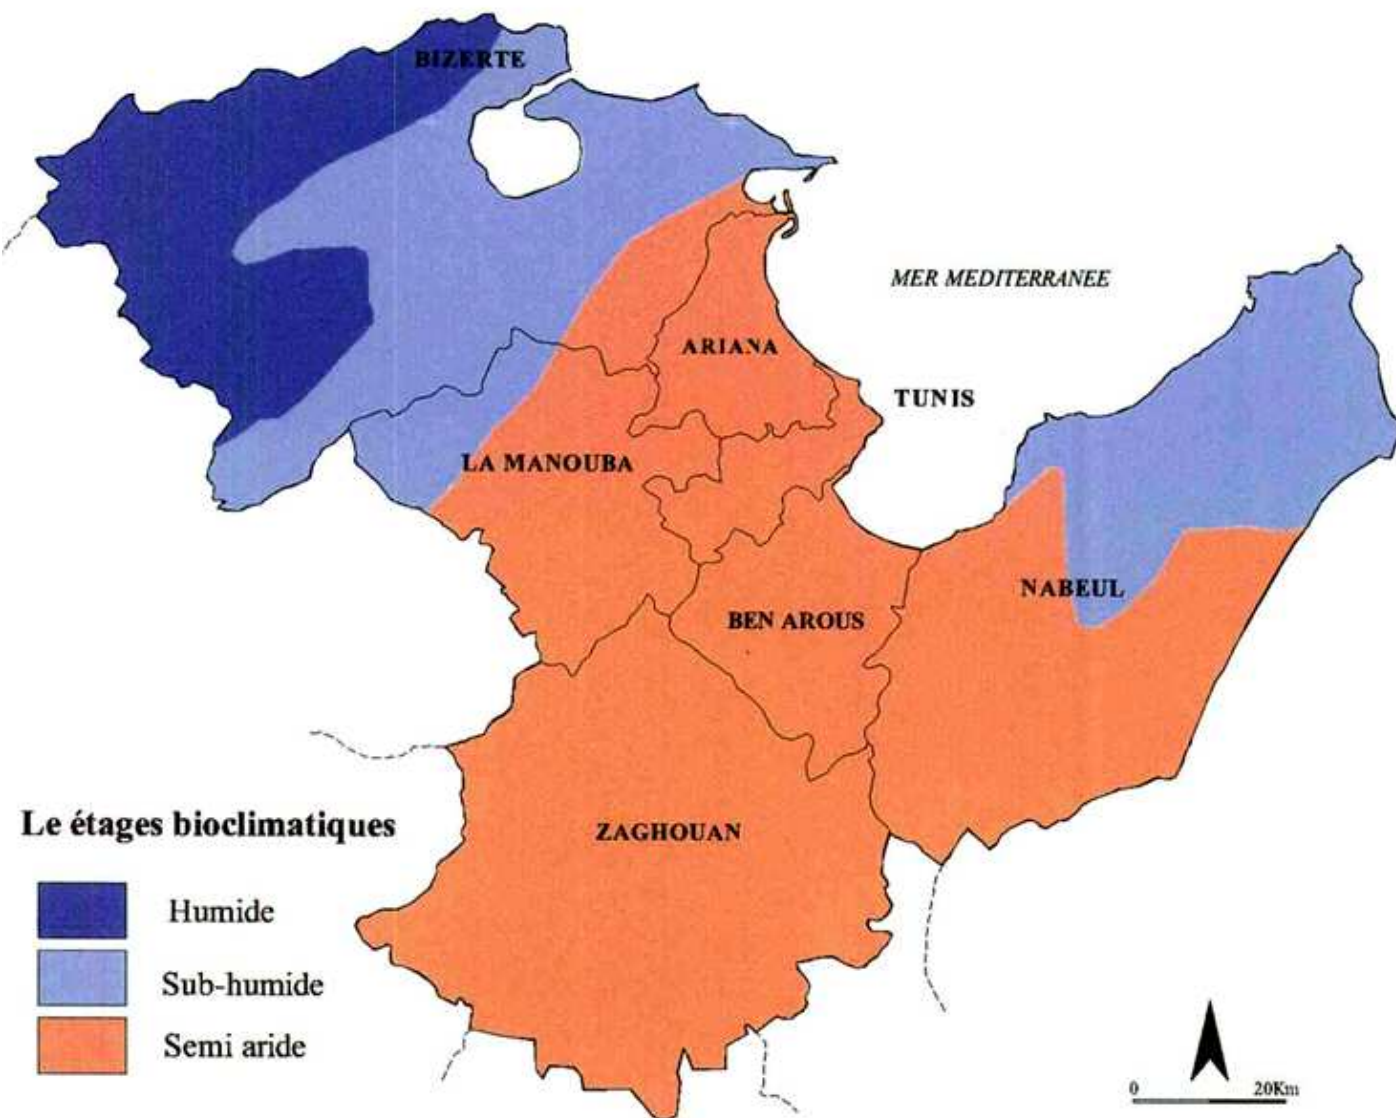 BIZERTE
MER MEDITERRANEE
ARIANA
TUNIS
LA MANOUBA
NABEUL
BEN AROUS
ZAGHOUAN
Le étages bioclimatiques
Humide
Sub-humide
Semi aride
0 20Km